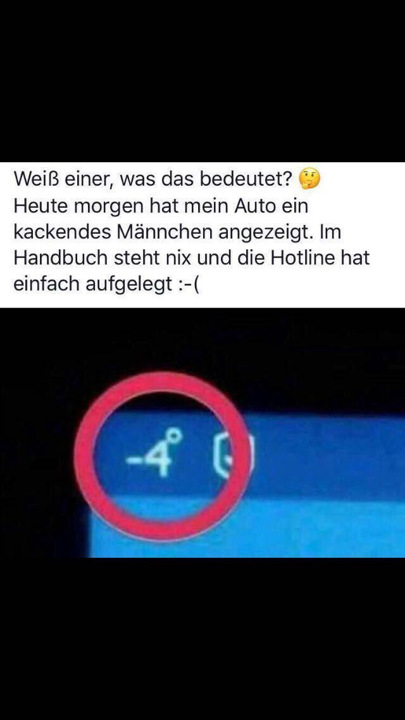 Weiß einer, was das bedeutet? 🤔
Heute morgen hat mein Auto ein
kackendes Männchen angezeigt. Im
Handbuch steht nix und die Hotline hat
einfach aufgelegt :-(
-4°